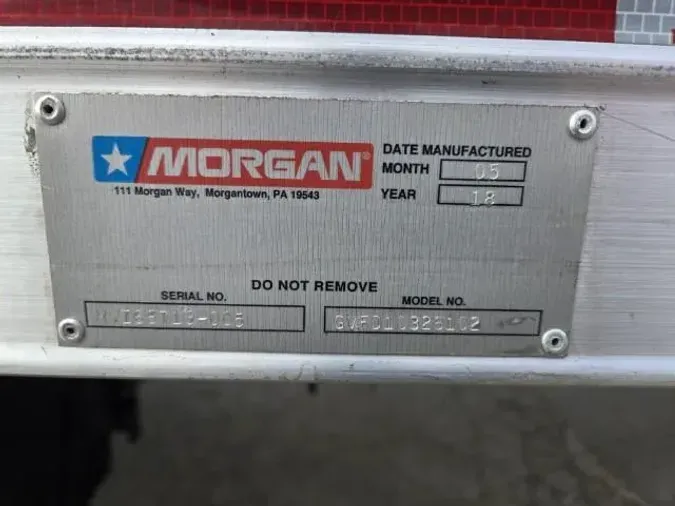 MORGAN®
111 Morgan Way, Morgantown, PA 19543
DATE MANUFACTURED
MONTH 05
YEAR 18
DO NOT REMOVE
SERIAL NO.
MODEL NO.